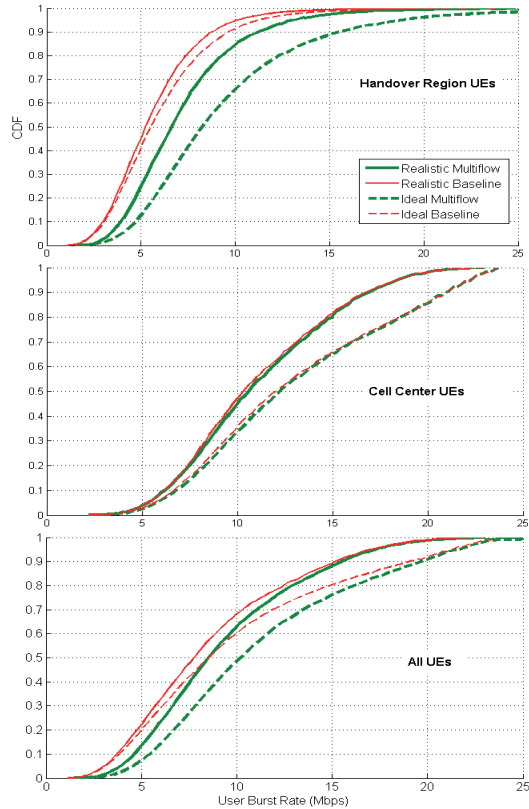 1
0.9
0.8
0.7
0.6
0.5
0.4
0.3
0.2
0.1
0
CDF
Handover Region UEs
Realistic Multiflow
Realistic Baseline
Ideal Multiflow
Ideal Baseline
0 5 10 15 20 25
1
0.9
0.8
0.7
0.6
0.5
0.4
0.3
0.2
0.1
0
Cell Center UEs
0 5 10 15 20 25
1
0.9
0.8
0.7
0.6
0.5
0.4
0.3
0.2
0.1
0
All UEs
0 5 10 15 20 25
User Burst Rate (Mbps)